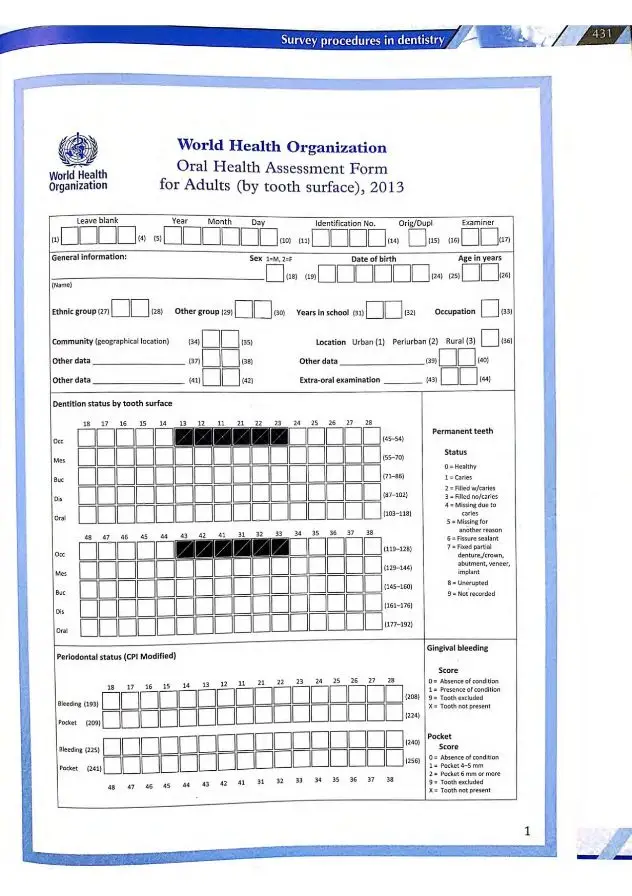 Survey procedures in dentistry 431
World Health Organization
Oral Health Assessment Form
for Adults (by tooth surface), 2013
World Health
Organization
Leave blank Year Month Day Identification No. Orig/Dupl Examiner
(1) (4) (5) (10) (11) (14) (15) (16) (17)
General information: Sex 1=M, 2=F Date of birth Age in years
(18) (19) (24) (25) (26)
(Name)
Ethnic group (27) (28) Other group (29) (30) Years in school (31) (32) Occupation (33)
Community (geographical location) (34) (35) Location Urban (1) Periurban (2) Rural (3) (36)
Other data (37) (38) Other data (39) (40)
Other data (41) (42) Extra-oral examination (43) (44)
Dentition status by tooth surface
18 17 16 15 14 13 12 11 21 22 23 24 25 26 27 28
Occ (45–54)
Mes (55–70)
Buc (71–86)
Dis (87–102)
Oral (103–118)
48 47 46 45 44 43 42 41 31 32 33 34 35 36 37 38
Occ (119–128)
Mes (129–144)
Buc (145–160)
Dis (161–176)
Oral (177–192)
Permanent teeth
Status
0 = Healthy
1 = Caries
2 = Filled w/caries
3 = Filled no/caries
4 = Missing due to
caries
5 = Missing for
another reason
6 = Fissure sealant
7 = Fixed partial
denture,/crown,
abutment, veneer,
implant
8 = Unerupted
9 = Not recorded
Periodontal status (CPI Modified)
18 17 16 15 14 13 12 11 21 22 23 24 25 26 27 28
Bleeding (193) (208)
Pocket (209) (224)
Bleeding (225) (240)
Pocket (241) (256)
48 47 46 45 44 43 42 41 31 32 33 34 35 36 37 38
Gingival bleeding
Score
0 = Absence of condition
1 = Presence of condition
9 = Tooth excluded
X = Tooth not present
Pocket
Score
0 = Absence of condition
1 = Pocket 4–5 mm
2 = Pocket 6 mm or more
9 = Tooth excluded
X = Tooth not present
1